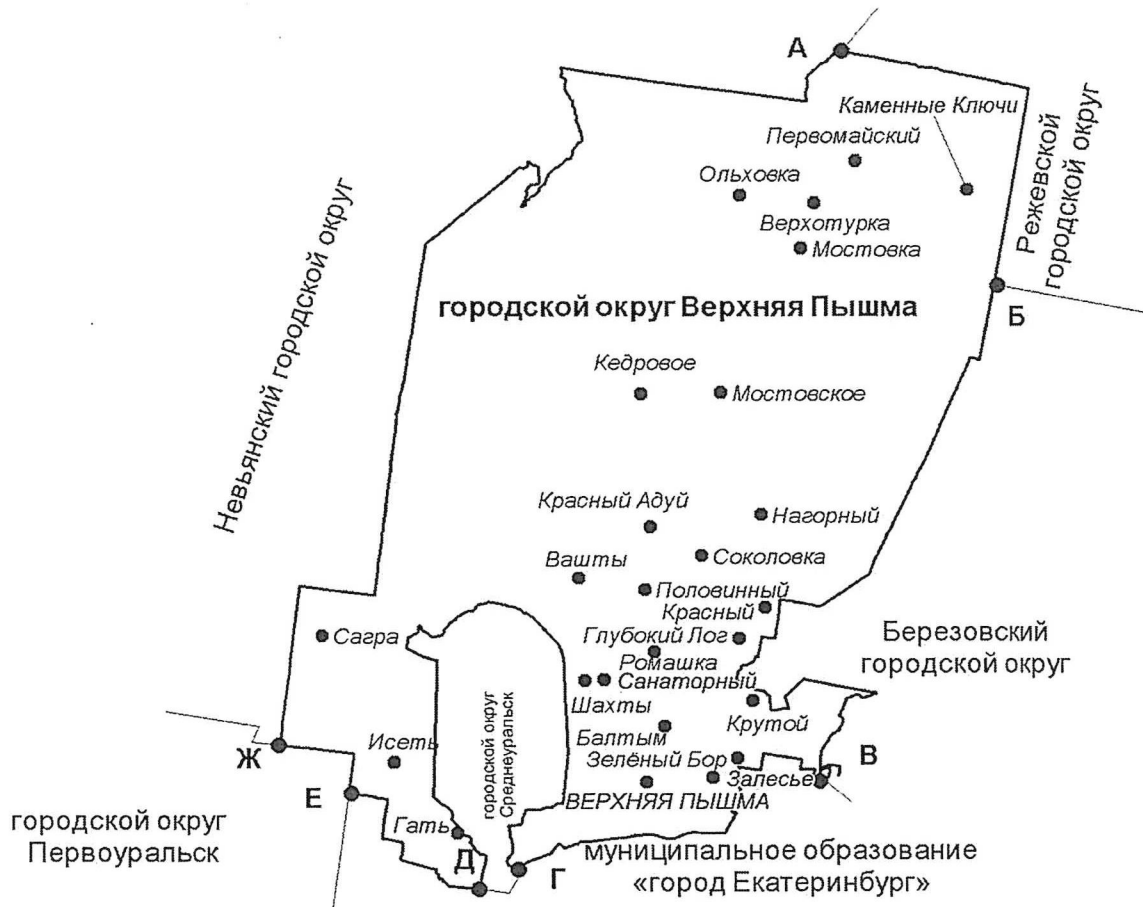 А
Каменные Ключи
Первомайский
Ольховка
Верхотурка
Мостовка
Режевской
городской округ
Невьянский городской округ
городской округ Верхняя Пышма
Б
Кедровое
Мостовское
Красный Адуй
Нагорный
Вашты
Соколовка
Половинный
Красный
Сагра
Глубокий Лог
Березовский
городской округ
Ромашка
Санаторный
Шахты
Крутой
городской округ
Среднеуральск
Балтым
Ж
Исеть
Зелёный Бор
В
Залесье
Е
ВЕРХНЯЯ ПЫШМА
городской округ
Первоуральск
Гать
Д
Г
муниципальное образование
«город Екатеринбург»